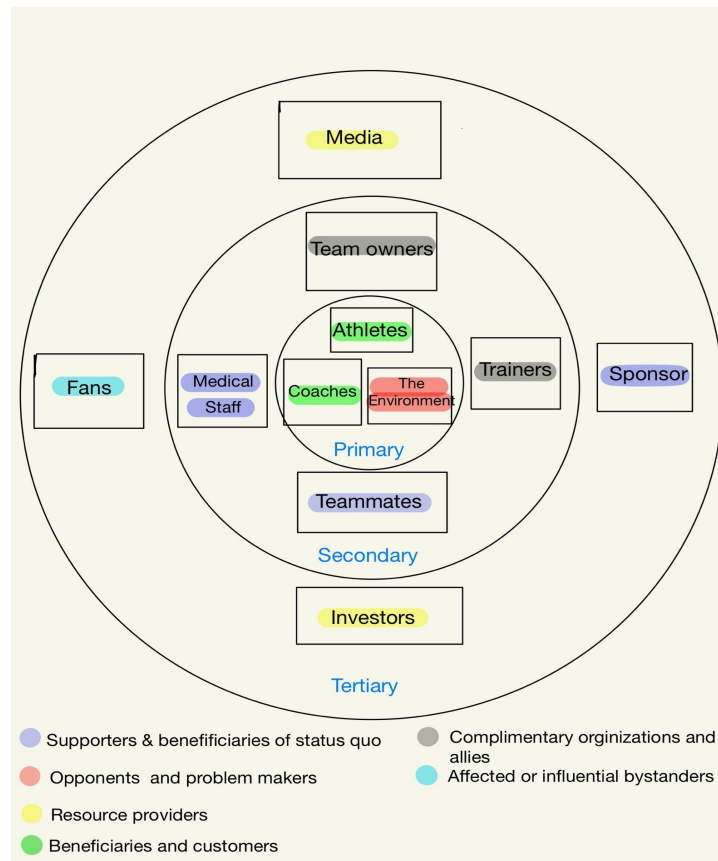 Media
Team owners
Athletes
Fans
Medical
Staff
Coaches
The
Environment
Trainers
Sponsor
Primary
Teammates
Secondary
Investors
Tertiary
Supporters & benefificiaries of status quo
Opponents and problem makers
Resource providers
Beneficiaries and customers
Complimentary orginizations and
allies
Affected or influential bystanders